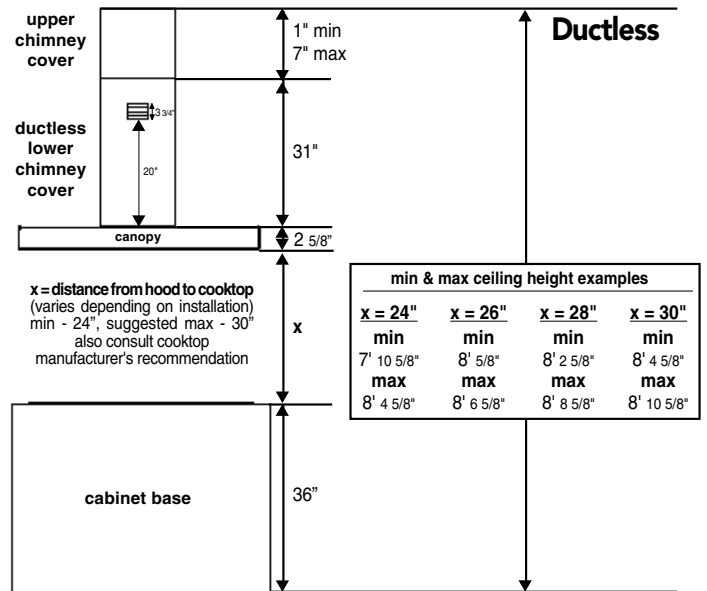 upper
chimney
cover
1" min
7" max
Ductless
3 3/4"
ductless
lower
chimney
cover
20"
31"
canopy
2 5/8”
x = distance from hood to cooktop
(varies depending on installation)
min - 24”, suggested max - 30”
also consult cooktop
manufacturer's recommendation
x
min & max ceiling height examples
x = 24" x = 26" x = 28" x = 30"
min min min min
7' 10 5/8" 8' 5/8" 8' 2 5/8" 8' 4 5/8"
max max max max
8' 4 5/8" 8' 6 5/8" 8' 8 5/8" 8' 10 5/8"
cabinet base
36”